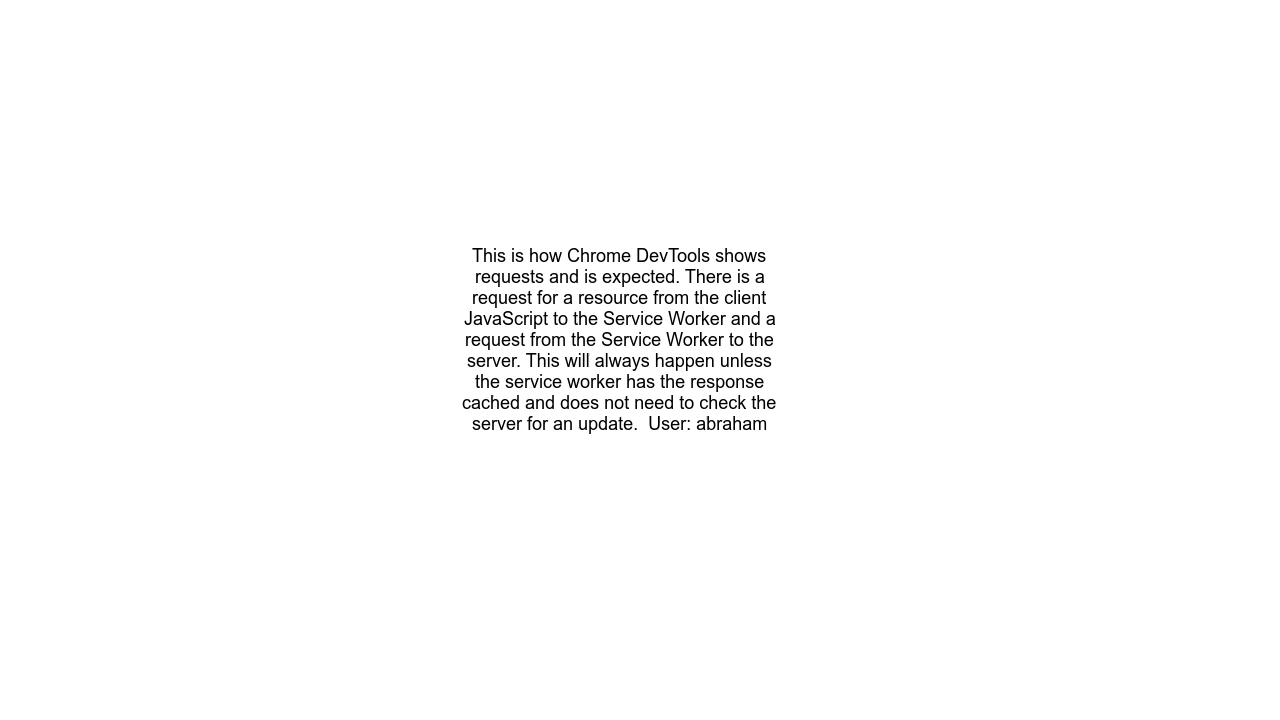 This is how Chrome DevTools shows
requests and is expected. There is a
request for a resource from the client
JavaScript to the Service Worker and a
request from the Service Worker to the
server. This will always happen unless
the service worker has the response
cached and does not need to check the
server for an update.  User: abraham